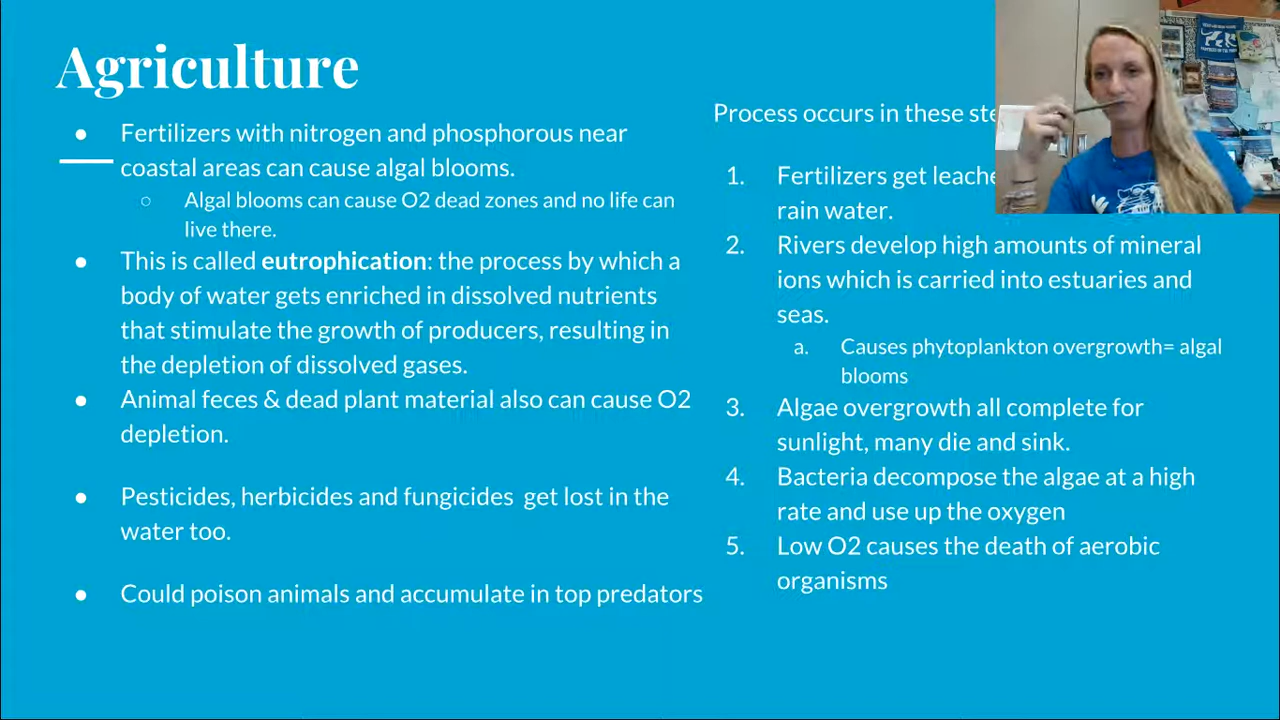 Agriculture
Fertilizers with nitrogen and phosphorous near
coastal areas can cause algal blooms.
Algal blooms can cause O2 dead zones and no life can
live there.
This is called eutrophication: the process by which a
body of water gets enriched in dissolved nutrients
that stimulate the growth of producers, resulting in
the depletion of dissolved gases.
Animal feces & dead plant material also can cause O2
depletion.
Pesticides, herbicides and fungicides get lost in the
water too.
Could poison animals and accumulate in top predators
Process occurs in these
1. Fertilizers get
rain water.
2. Rivers develop high amounts of mineral
ions which is carried into estuaries and
seas.
a. Causes phytoplankton overgrowth= algal
blooms
3. Algae overgrowth all complete for
sunlight, many die and sink.
4. Bacteria decompose the algae at a high
rate and use up the oxygen
5. Low O2 causes the death of aerobic
organisms